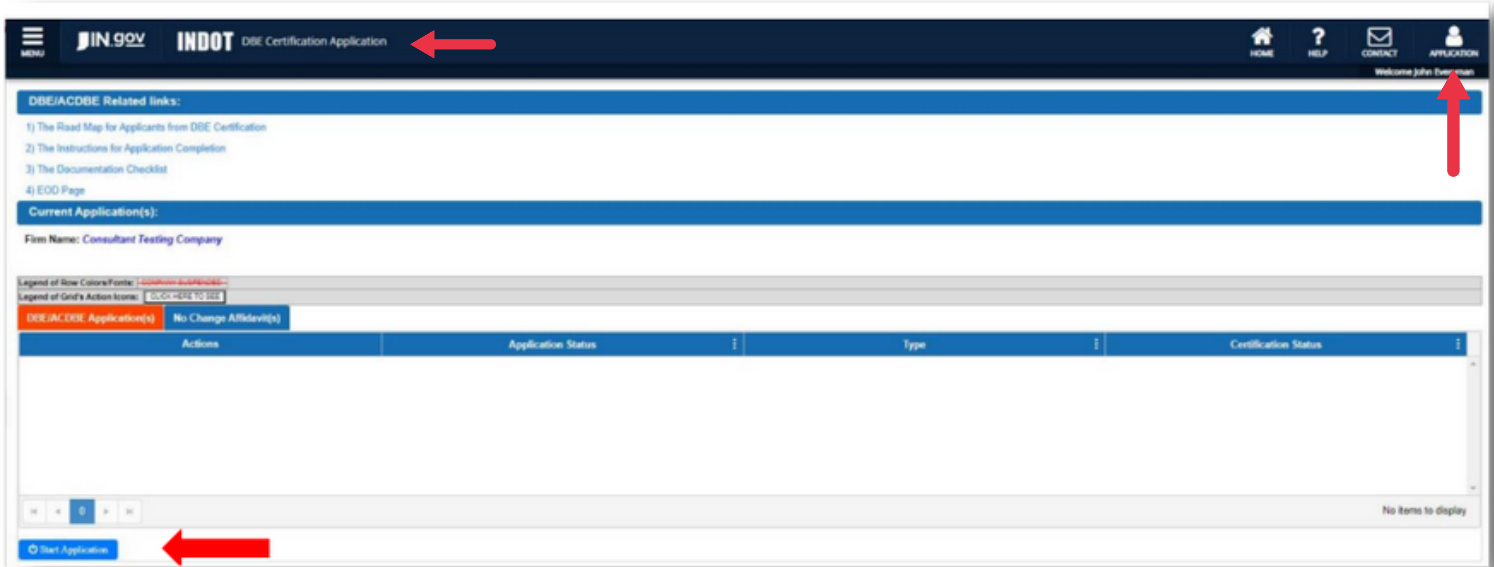 MENU
IN.gov
INDOT DBE Certification Application
HOME
HELP
CONTACT
APPLICATION
Welcome John
DBE/ACDBE Related links:
1) The Road Map for Applicants from DBE Certification
2) The Instructions for Application Completion
3) The Documentation Checklist
4) EOD Page
Current Application(s):
Firm Name: Consultant Testing Company
Legend of Row Colors/Fonts: COMPANY SUSPENDED
Legend of Grid's Action Icons: CLICK HERE TO SEE
DBE/ACDBE Application(s) No Change Affidavit(s)
Actions Application Status Type Certification Status
0
No items to display
Start Application